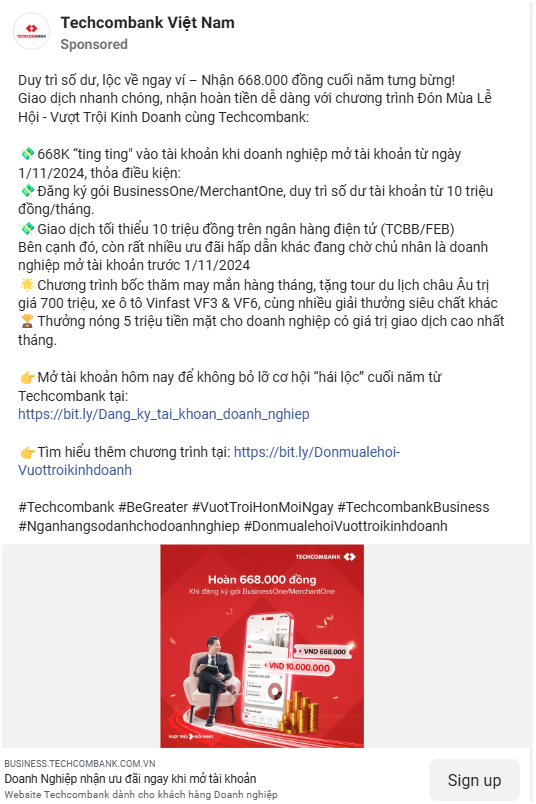 Techcombank Việt Nam
Sponsored
Duy trì số dư, lộc về ngay ví – Nhận 668.000 đồng cuối năm tưng bừng!
Giao dịch nhanh chóng, nhận hoàn tiền dễ dàng với chương trình Đón Mùa Lễ
Hội - Vượt Trội Kinh Doanh cùng Techcombank:
💸668K “ting ting" vào tài khoản khi doanh nghiệp mở tài khoản từ ngày
1/11/2024, thỏa điều kiện:
💸Đăng ký gói BusinessOne/MerchantOne, duy trì số dư tài khoản từ 10 triệu
đồng/tháng.
💸Giao dịch tối thiểu 10 triệu đồng trên ngân hàng điện tử (TCBB/FEB)
Bên cạnh đó, còn rất nhiều ưu đãi hấp dẫn khác đang chờ chủ nhân là doanh
nghiệp mở tài khoản trước 1/11/2024
🌟Chương trình bốc thăm may mắn hàng tháng, tặng tour du lịch châu Âu trị
giá 700 triệu, xe ô tô Vinfast VF3 & VF6, cùng nhiều giải thưởng siêu chất khác
🏆Thưởng nóng 5 triệu tiền mặt cho doanh nghiệp có giá trị giao dịch cao nhất
tháng.
👉Mở tài khoản hôm nay để không bỏ lỡ cơ hội “hái lộc” cuối năm từ
Techcombank tại:
https://bit.ly/Dang_ky_tai_khoan_doanh_nghiep
👉Tìm hiểu thêm chương trình tại: https://bit.ly/Donmualehoi-
Vuottroikinhdoanh
#Techcombank #BeGreater #VuotTroiHonMoiNgay #TechcombankBusiness
#Nganhangsodanhchodoanhnghiep #DonmualehoiVuottroikinhdoanh
TECHCOMBANK
Hoàn 668.000 đồng
Khi đăng ký gói BusinessOne/MerchantOne
+ VND 668.000
+ VND 10.000.000
VƯỢT TRỘI MỖI NGÀY
BUSINESS.TECHCOMBANK.COM.VN
Doanh Nghiệp nhận ưu đãi ngay khi mở tài khoản
Website Techcombank dành cho khách hàng Doanh nghiệp
Sign up